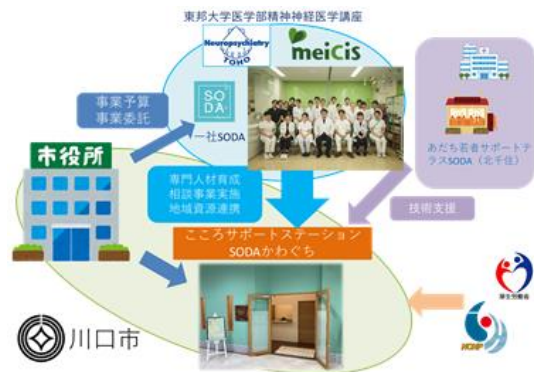 東邦大学医学部精神神経医学講座
Neuropsychiatry
TOHO
meiCis
SO
DA
一社SODA
事業予算
事業委託
市役所
専門人材育成
相談事業実施
地域資源連携
あだち若者サポートテ
ラスSODA（北千住）
技術支援
こころサポートステーション
SODAかわぐち
川口市
厚生労働省
NCNP